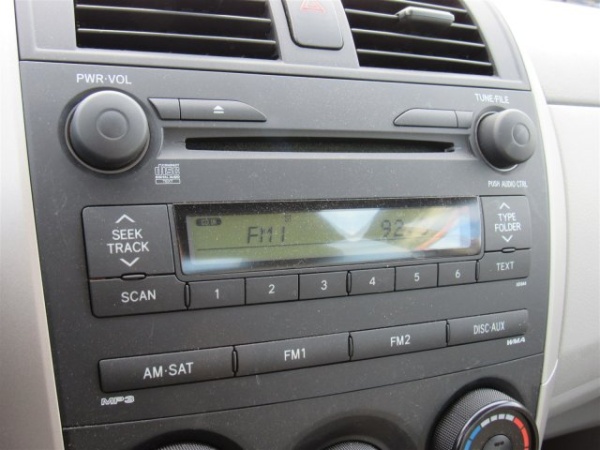 PWR·VOL
TUNE·FILE
PUSH AUDIO CTRL
SEEK
TRACK
FM1
92
TYPE
FOLDER
SCAN
1 2 3 4 5 6
TEXT
AM·SAT
FM1
FM2
DISC·AUX
MP3
WMA